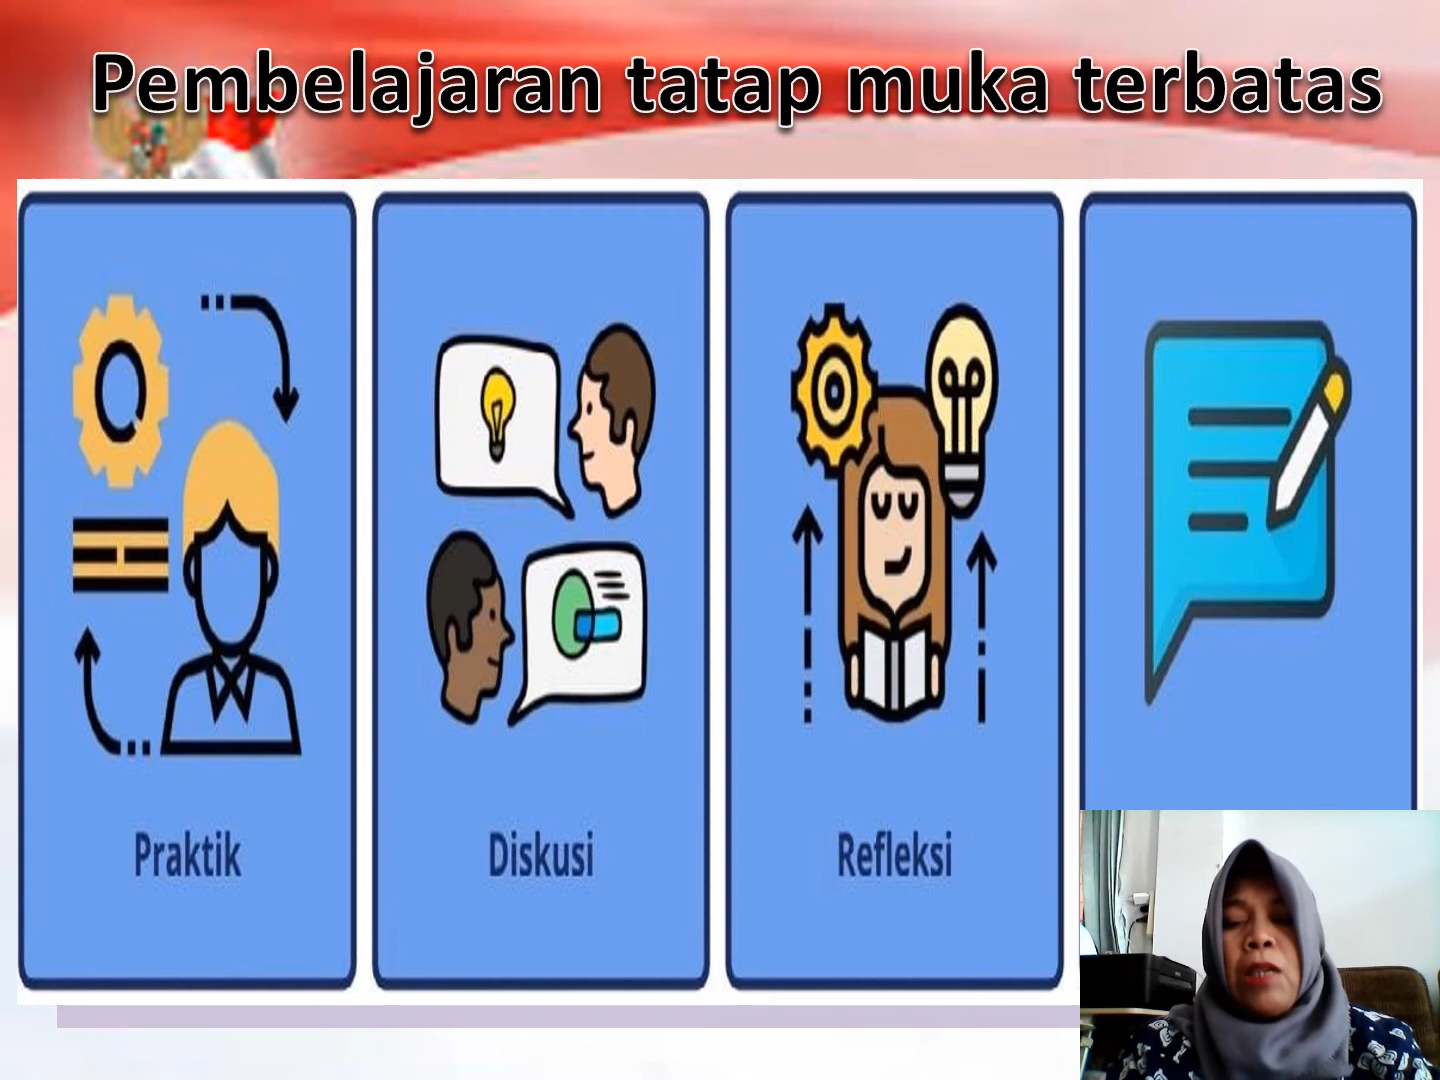 Pembelajaran tatap muka terbatas
Praktik
Diskusi
Refleksi